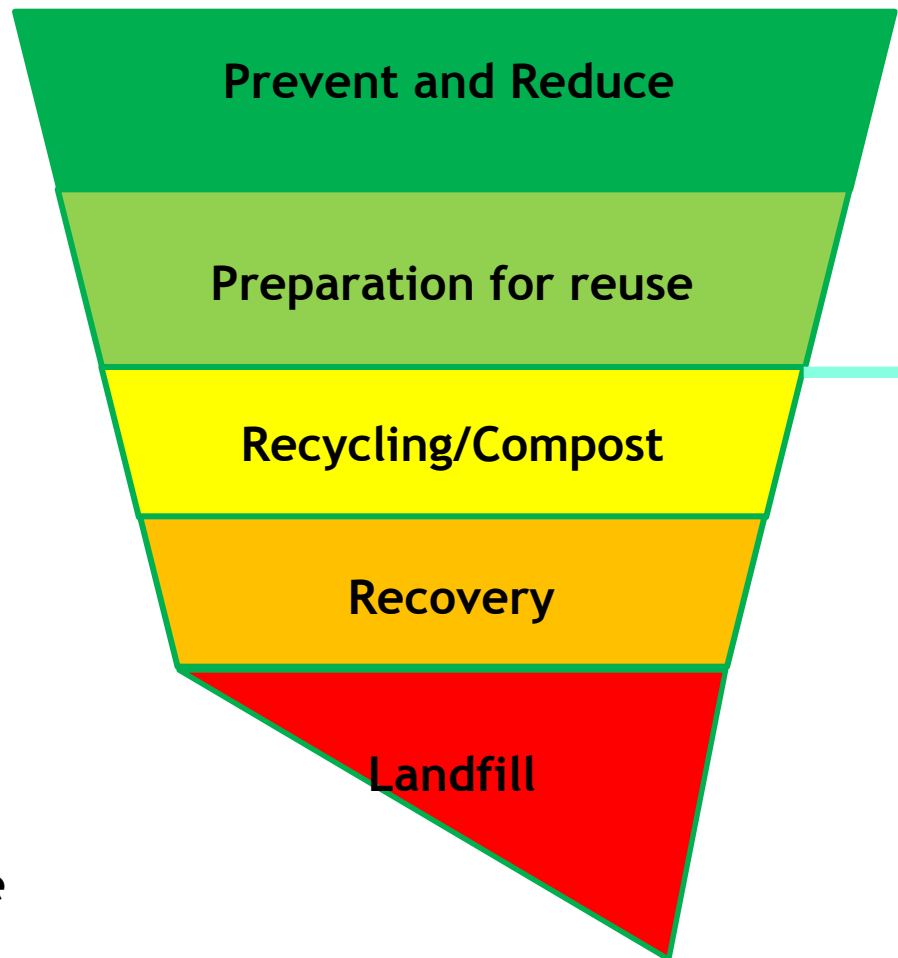 Prevent and Reduce
Preparation for reuse
Recycling/Compost
Recovery
Landfill
e